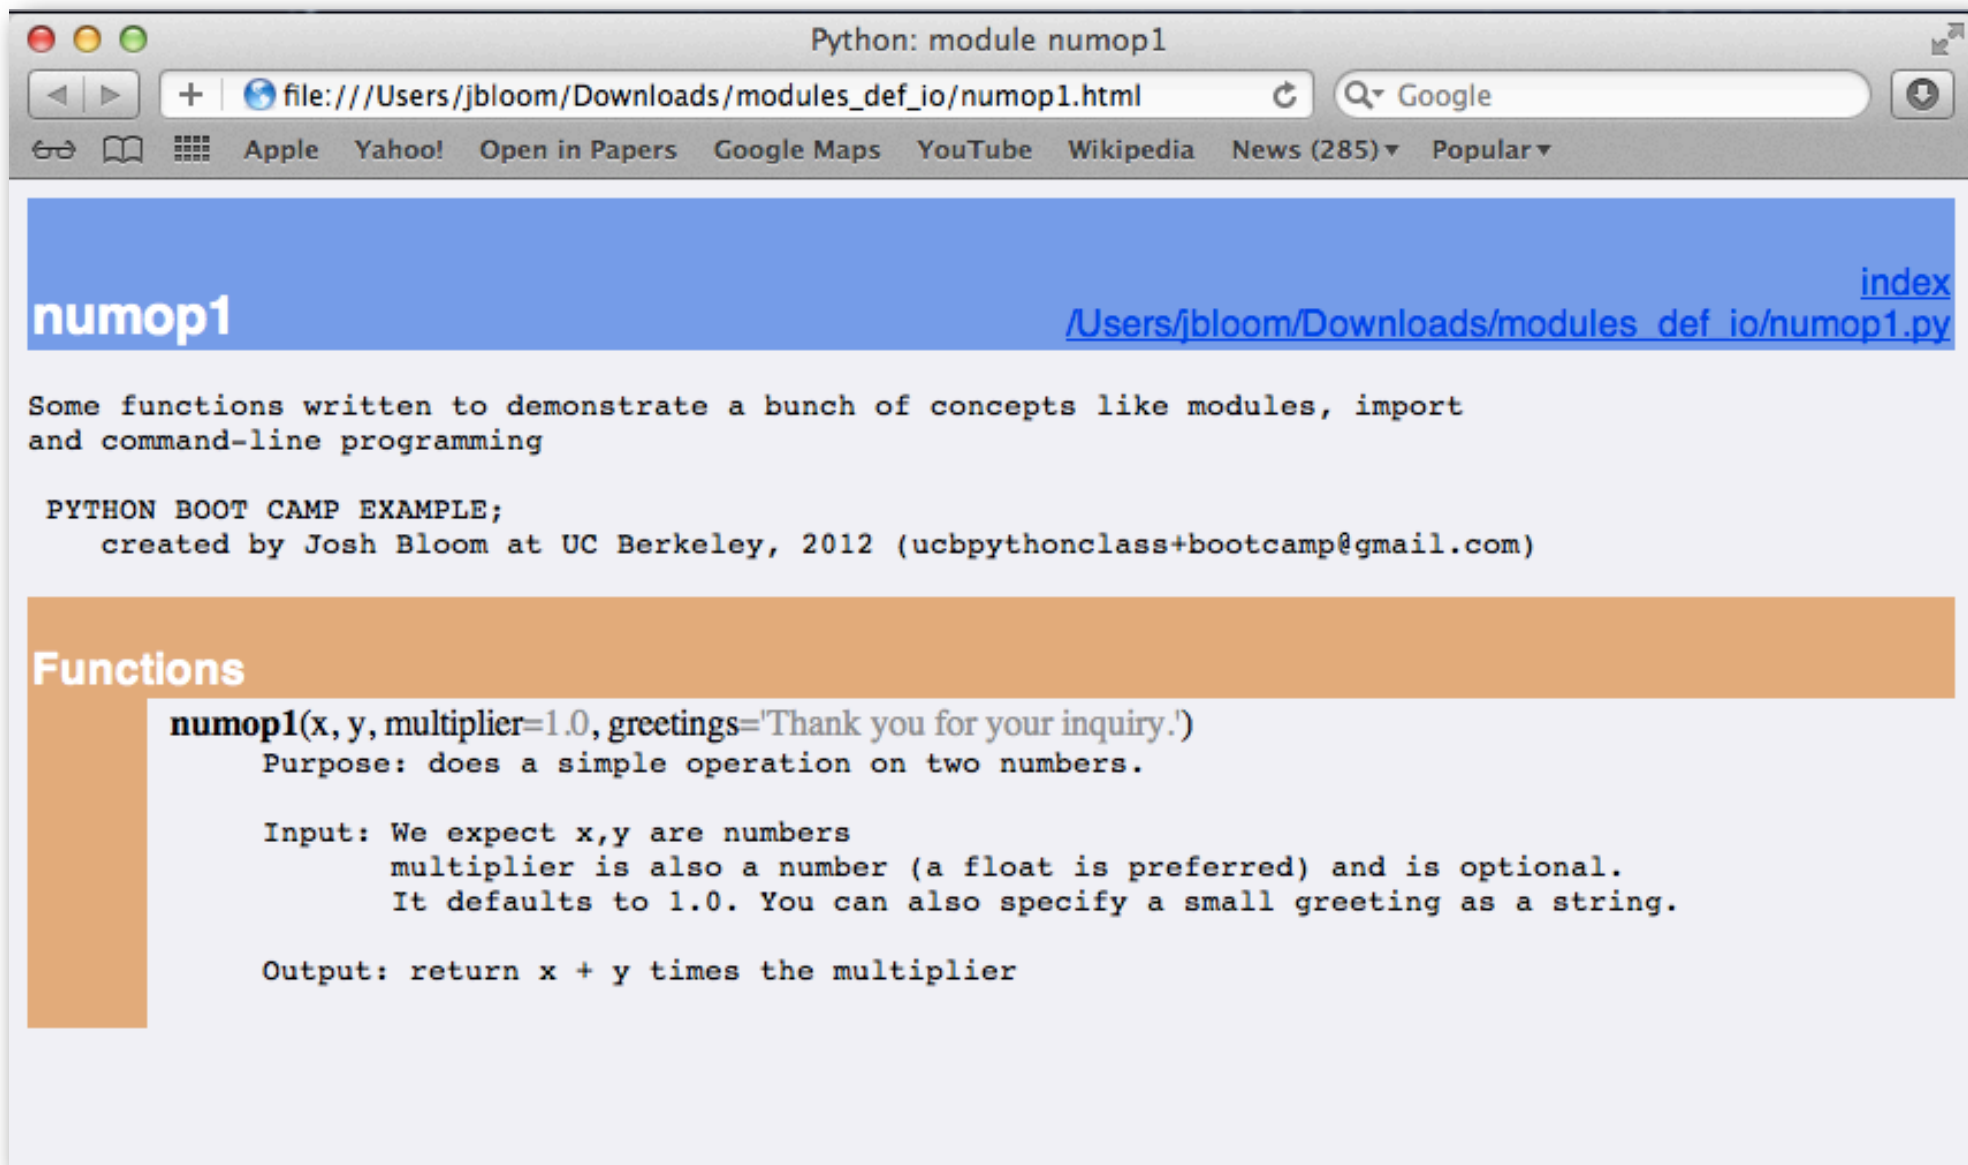 Python: module numop1
file:///Users/jbloom/Downloads/modules_def_io/numop1.html
Google
Apple Yahoo! Open in Papers Google Maps YouTube Wikipedia News (285) Popular
index
numop1 /Users/jbloom/Downloads/modules_def_io/numop1.py
Some functions written to demonstrate a bunch of concepts like modules, import
and command-line programming
PYTHON BOOT CAMP EXAMPLE;
created by Josh Bloom at UC Berkeley, 2012 (ucbpythonclass+bootcamp@gmail.com)
Functions
numop1(x, y, multiplier=1.0, greetings='Thank you for your inquiry.')
Purpose: does a simple operation on two numbers.
Input: We expect x,y are numbers
multiplier is also a number (a float is preferred) and is optional.
It defaults to 1.0. You can also specify a small greeting as a string.
Output: return x + y times the multiplier